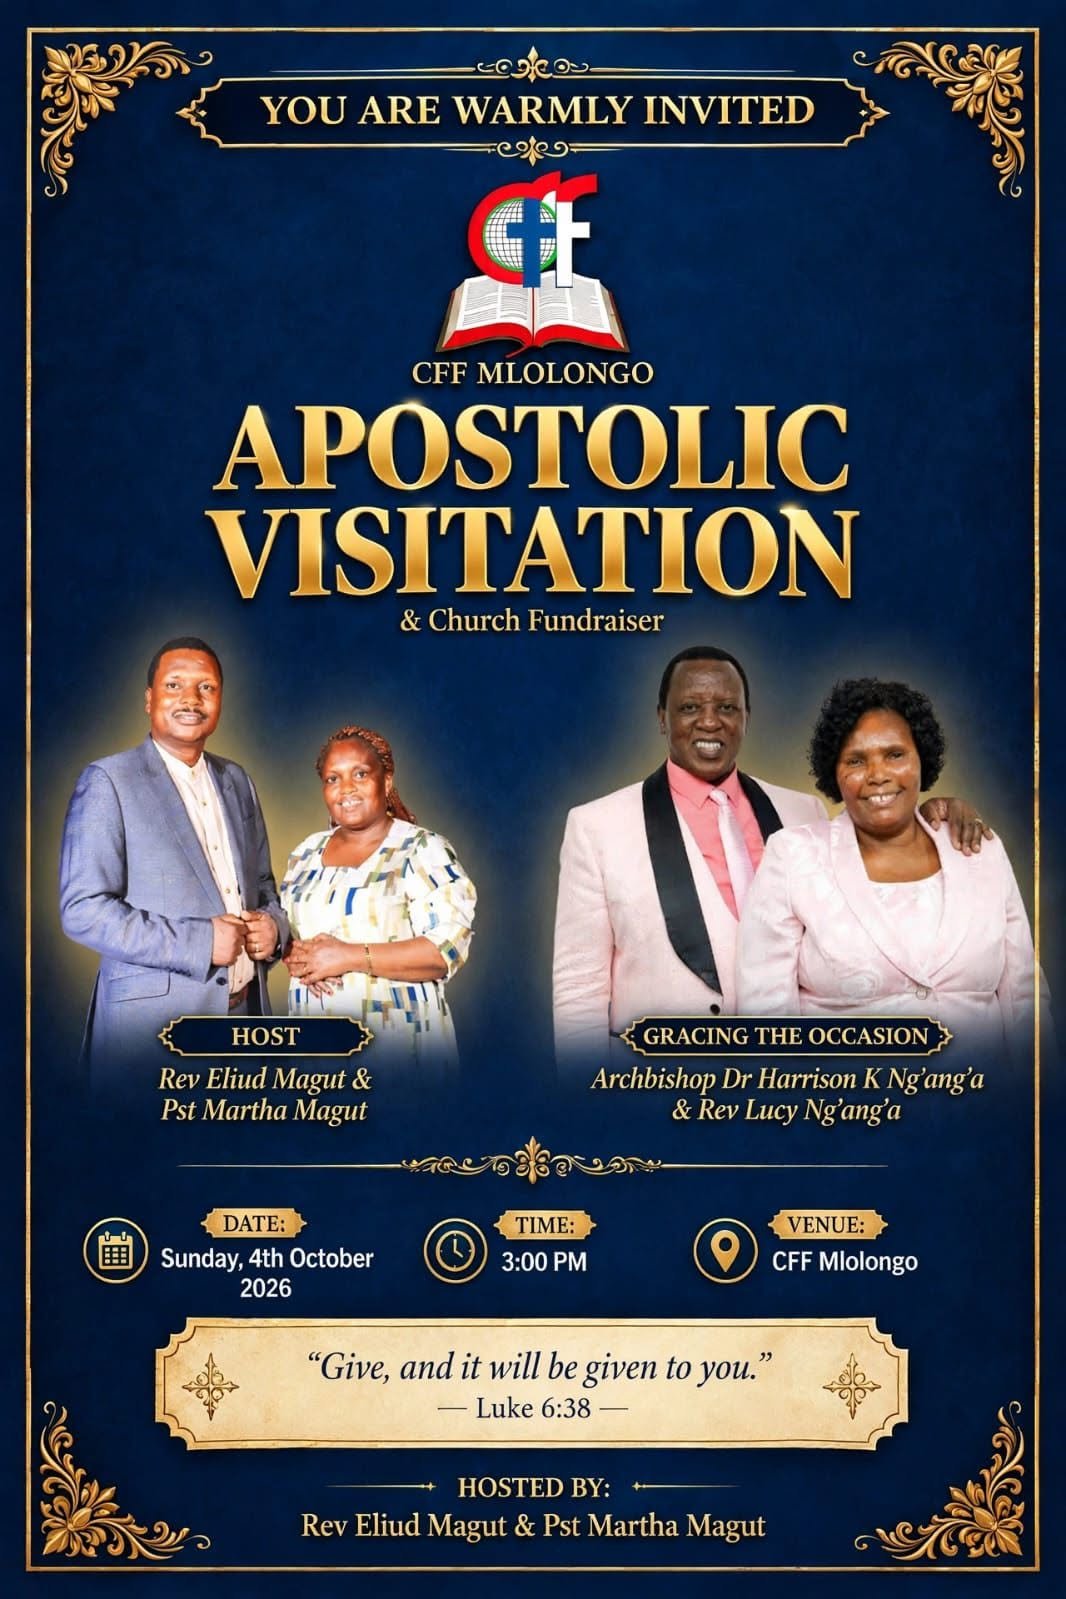 YOU ARE WARMLY INVITED
cff
CFF MLOLONGO
APOSTOLIC
VISITATION
& Church Fundraiser
HOST
Rev Eliud Magut &
Pst Martha Magut
GRACING THE OCCASION
Archbishop Dr Harrison K Ng'ang'a
& Rev Lucy Ng'ang'a
DATE:
Sunday, 4th October
2026
TIME:
3:00 PM
VENUE:
CFF Mlolongo
“Give, and it will be given to you.”
— Luke 6:38 —
HOSTED BY:
Rev Eliud Magut & Pst Martha Magut